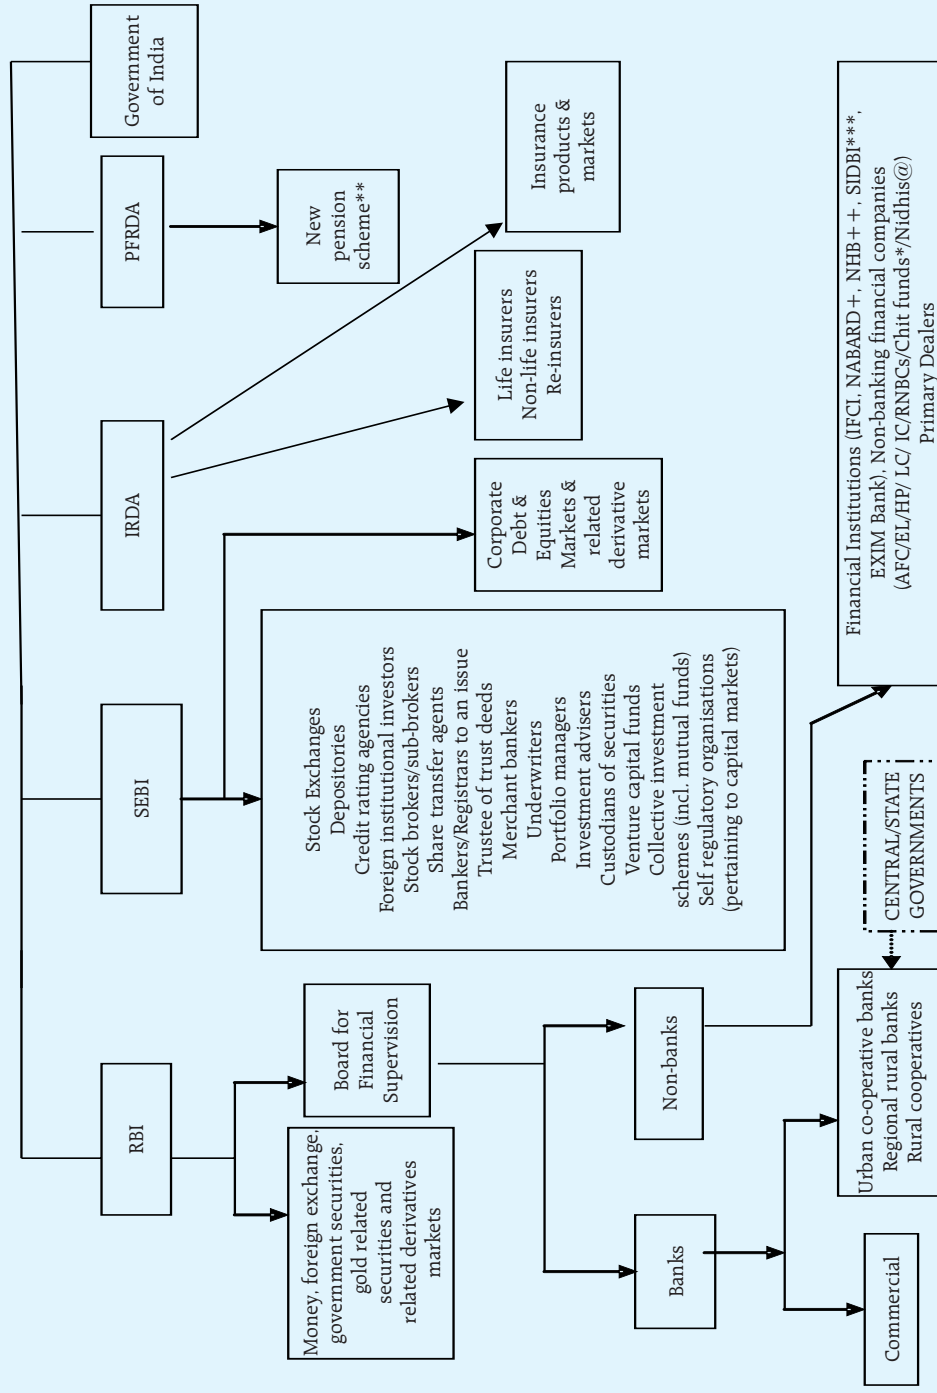 RBI
SEBI
IRDA
PFRDA
Government
of India
Money, foreign exchange,
government securities,
gold related
securities and
related derivatives
markets
Board for
Financial
Supervision
Stock Exchanges
Depositories
Credit rating agencies
Foreign institutional investors
Stock brokers/sub-brokers
Share transfer agents
Bankers/Registrars to an issue
Trustee of trust deeds
Merchant bankers
Underwriters
Portfolio managers
Investment advisers
Custodians of securities
Venture capital funds
Collective investment
schemes (incl. mutual funds)
Self regulatory organisations
(pertaining to capital markets)
Corporate
Debt &
Equities
Markets &
related
derivative
markets
Life insurers
Non-life insurers
Re-insurers
New
pension
scheme**
Insurance
products &
markets
Banks
Non-banks
Commercial
Urban co-operative banks
Regional rural banks
Rural cooperatives
CENTRAL/STATE
GOVERNMENTS
Financial Institutions (IFCI, NABARD+, NHB++, SIDBI***,
EXIM Bank), Non-banking financial companies
(AFC/EL/HP/ LC/ IC/RNBCs/Chit funds*/Nidhis@)
Primary Dealers